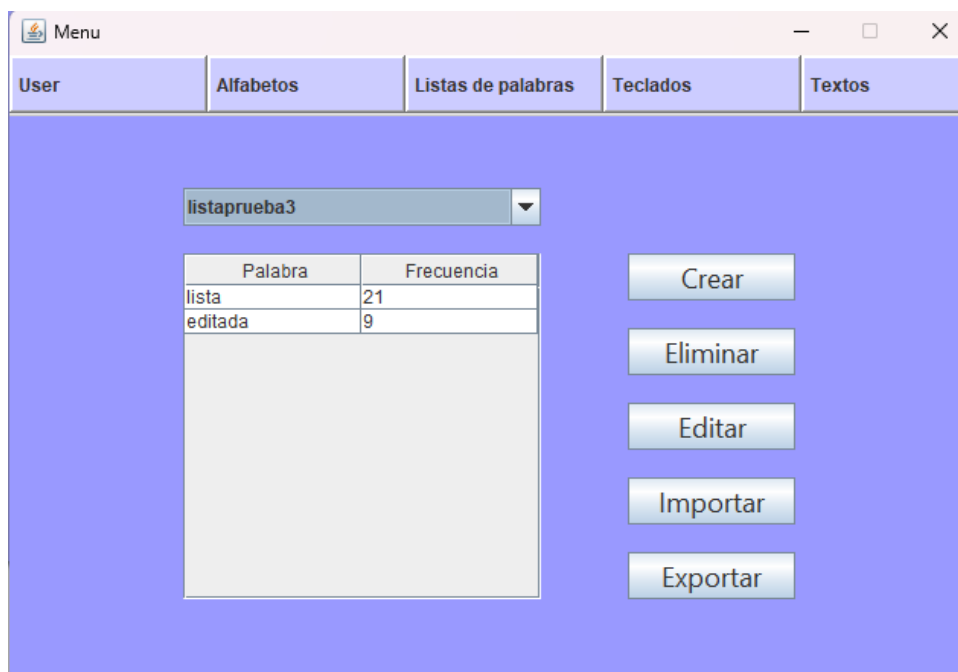 Menu
User Alfabetos Listas de palabras Teclados Textos
listaprueba3
Palabra Frecuencia
lista 21
editada 9
Crear
Eliminar
Editar
Importar
Exportar